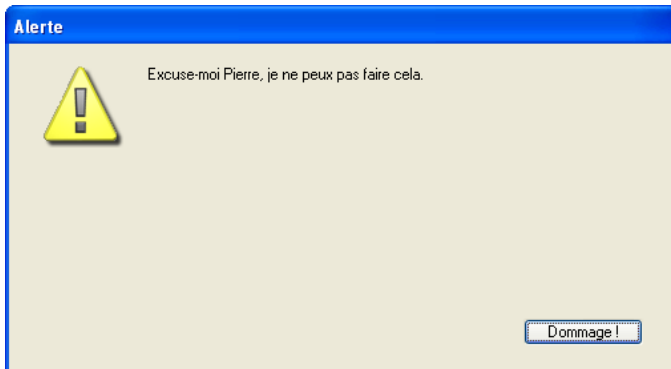 Alerte
Excuse-moi Pierre, je ne peux pas faire cela.
Dommage !